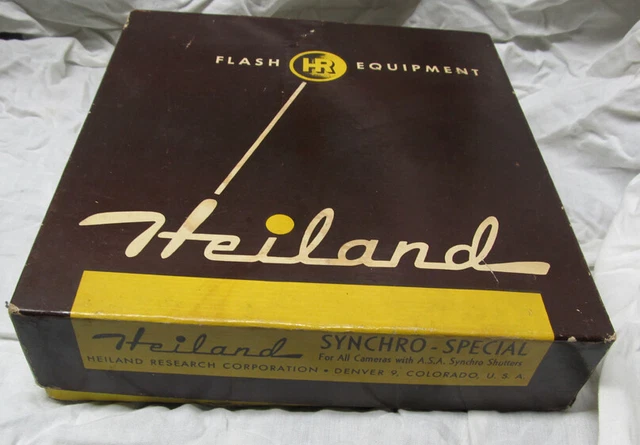 FLASH HR EQUIPMENT
Heiland
Heiland SYNCHRO-SPECIAL
For All Cameras with A.S.A. Synchro Shutters
HEILAND RESEARCH CORPORATION • DENVER 9, COLORADO, U. S. A.